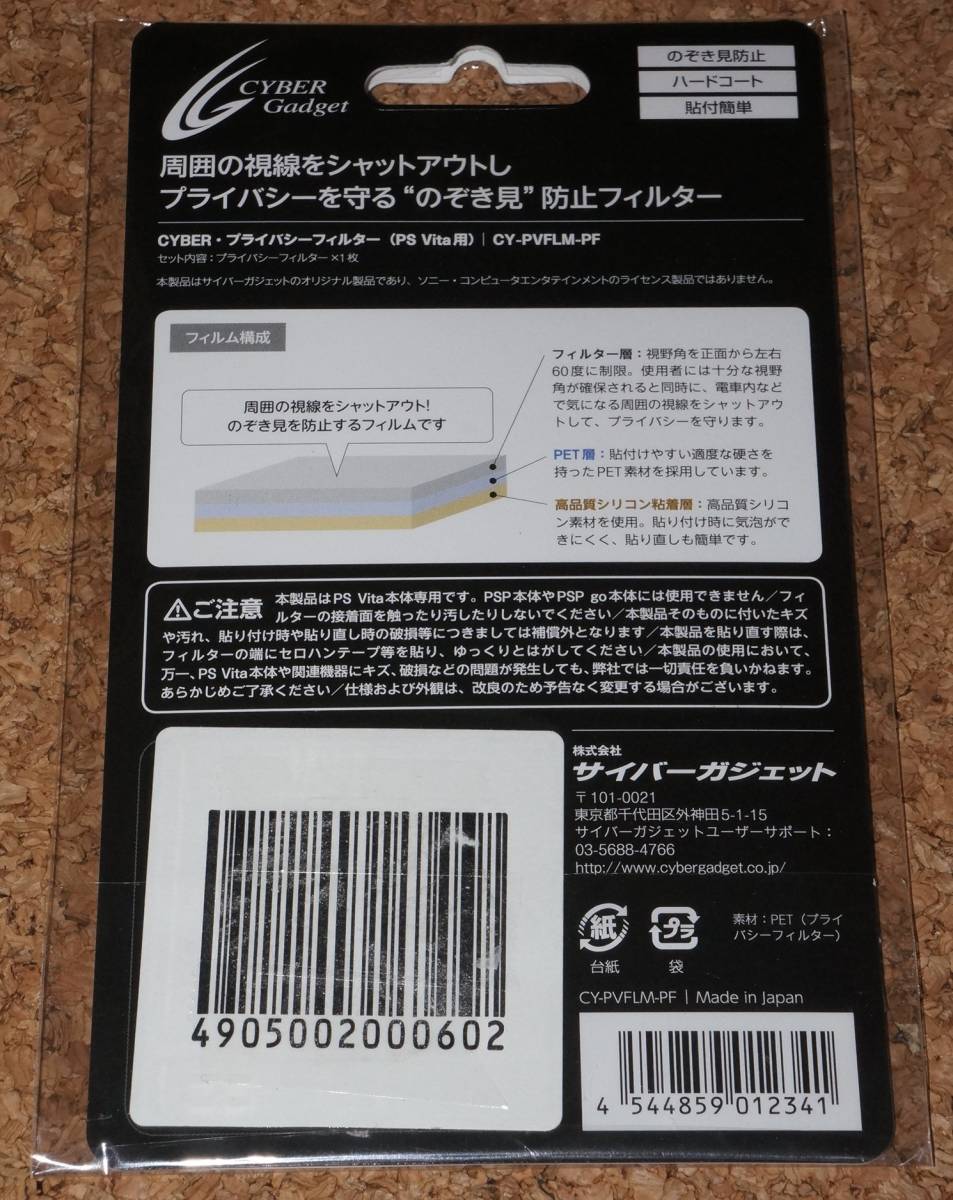 CYBER
Gadget
のぞき見防止
ハードコート
貼付簡単
周囲の視線をシャットアウトし
プライバシーを守る“のぞき見”防止フィルター
CYBER・プライバシーフィルター（PS Vita用）| CY-PVFLM-PF
セット内容：プライバシーフィルター×1枚
本製品はサイバーガジェットのオリジナル製品であり、ソニー・コンピュータエンタテインメントのライセンス製品ではありません。
フィルム構成
周囲の視線をシャットアウト!
のぞき見を防止するフィルムです
フィルター層：視野角を正面から左右
60度に制限。使用者には十分な視野
角が確保されると同時に、電車内など
で気になる周囲の視線をシャットアウ
トして、プライバシーを守ります。
PET層：貼付けやすい適度な硬さを
持ったPET素材を採用しています。
高品質シリコン粘着層：高品質シリコ
ン素材を使用。貼り付け時に気泡がで
きにくく、貼り直しも簡単です。
⚠ご注意 本製品はPS Vita本体専用です。PSP本体やPSP go本体には使用できません／フィ
ルターの接着面を触ったり汚したりしないでください／本製品そのものに付いたキズ
や汚れ、貼り付け時や貼り直し時の破損等につきましては補償外となります／本製品を貼り直す際は、
フィルターの端にセロハンテープ等を貼り、ゆっくりとはがしてください／本製品の使用において、
万一、PS Vita本体や関連機器にキズ、破損などの問題が発生しても、弊社では一切責任を負いかねます。
あらかじめご了承ください／仕様および外観は、改良のため予告なく変更する場合がございます。
4905002000602
株式会社
サイバーガジェット
〒101-0021
東京都千代田区外神田5-1-15
サイバーガジェットユーザーサポート：
03-5688-4766
http://www.cybergadget.co.jp/
紙
台紙
プラ
袋
素材：PET（プライ
バシーフィルター）
CY-PVFLM-PF | Made in Japan
4 544859 012341